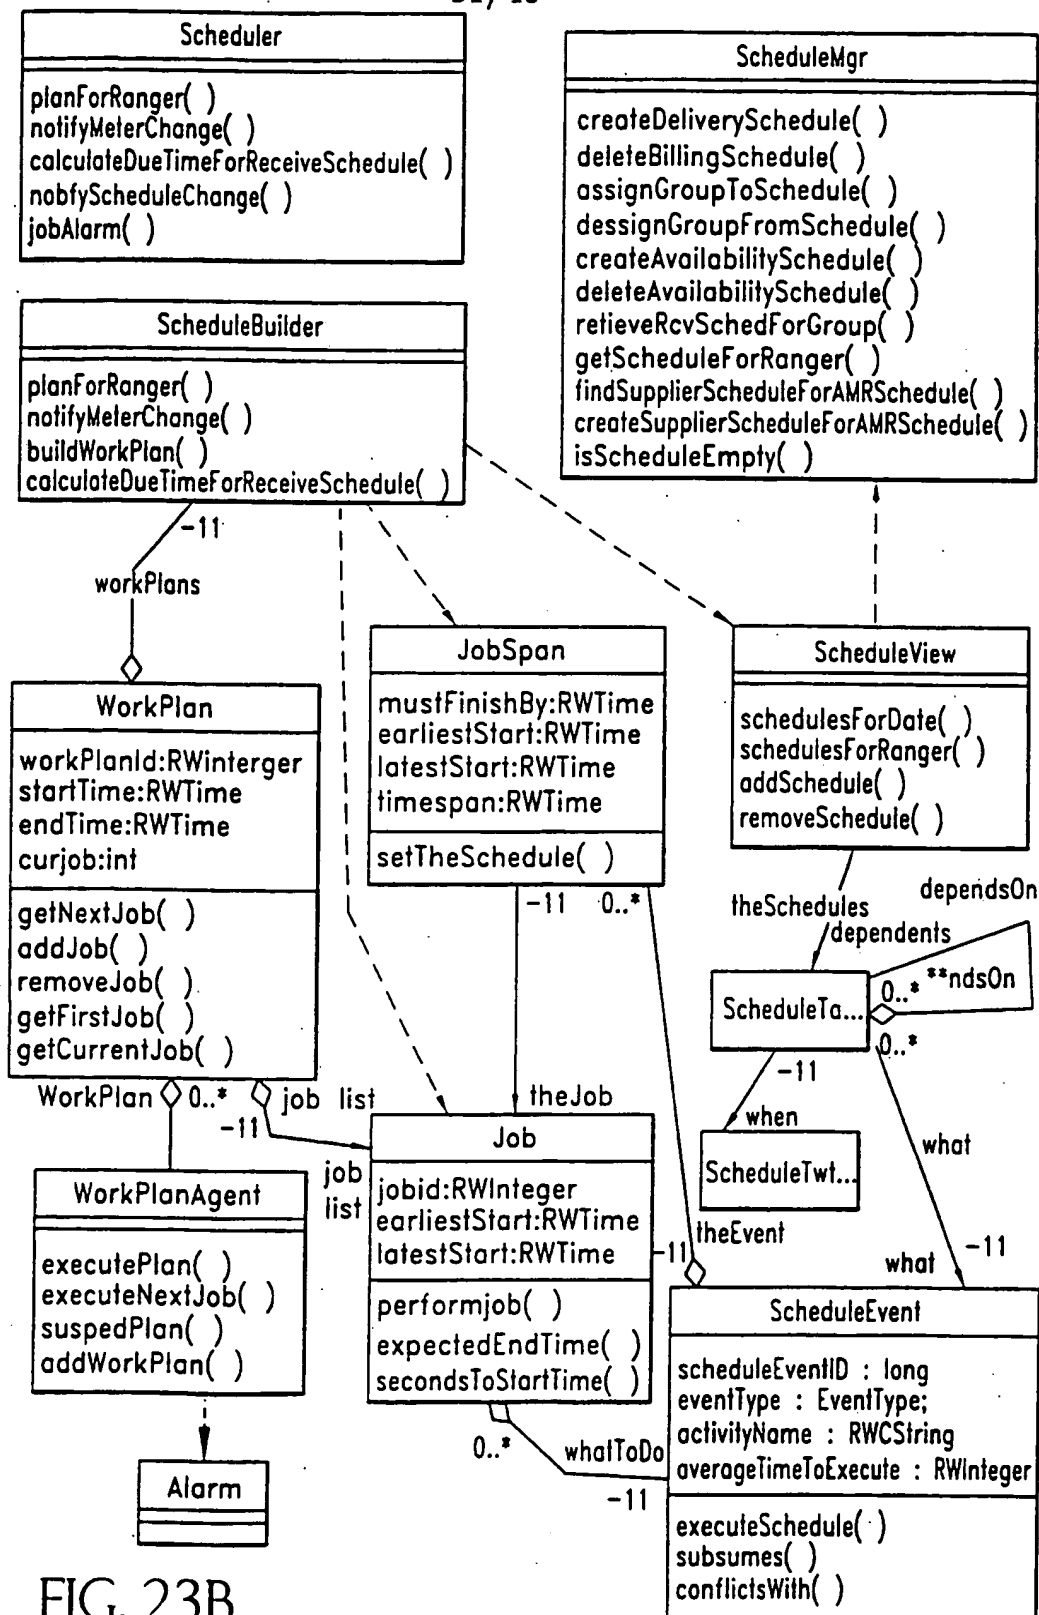 Scheduler
planForRanger( )
notifyMeterChange( )
calculateDueTimeForReceiveSchedule( )
nobfyScheduleChange( )
jobAlarm( )
ScheduleMgr
createDeliverySchedule( )
deleteBillingSchedule( )
assignGroupToSchedule( )
dessignGroupFromSchedule( )
createAvailabilitySchedule( )
deleteAvailabilitySchedule( )
retieveRcvSchedForGroup( )
getScheduleForRanger( )
findSupplierScheduleForAMRSchedule( )
createSupplierScheduleForAMRSchedule( )
isScheduleEmpty( )
ScheduleBuilder
planForRanger( )
notifyMeterChange( )
buildWorkPlan( )
calculateDueTimeForReceiveSchedule( )
-11
workPlans
WorkPlan
workPlanId:RWinterger
startTime:RWTime
endTime:RWTime
curjob:int
getNextJob( )
addJob( )
removeJob( )
getFirstJob( )
getCurrentJob( )
JobSpan
mustFinishBy:RWTime
earliestStart:RWTime
latestStart:RWTime
timespan:RWTime
setTheSchedule( )
ScheduleView
schedulesForDate( )
schedulesForRanger( )
addSchedule( )
removeSchedule( )
-11 0..*
theSchedules
dependsOn
dependents
ScheduleTa...
0..* **ndsOn
0..*
-11
when
ScheduleTwt...
what
what
-11
WorkPlan 0..* job list
-11
theJob
job
list
Job
jobid:RWInteger
earliestStart:RWTime
latestStart:RWTime
performjob( )
expectedEndTime( )
secondsToStartTime( )
-11
theEvent
WorkPlanAgent
executePlan( )
executeNextJob( )
suspedPlan( )
addWorkPlan( )
Alarm
0..*
whatToDo
-11
ScheduleEvent
scheduleEventID : long
eventType : EventType;
activityName : RWCString
averageTimeToExecute : RWInteger
executeSchedule( )
subsumes( )
conflictsWith( )
FIG. 23B